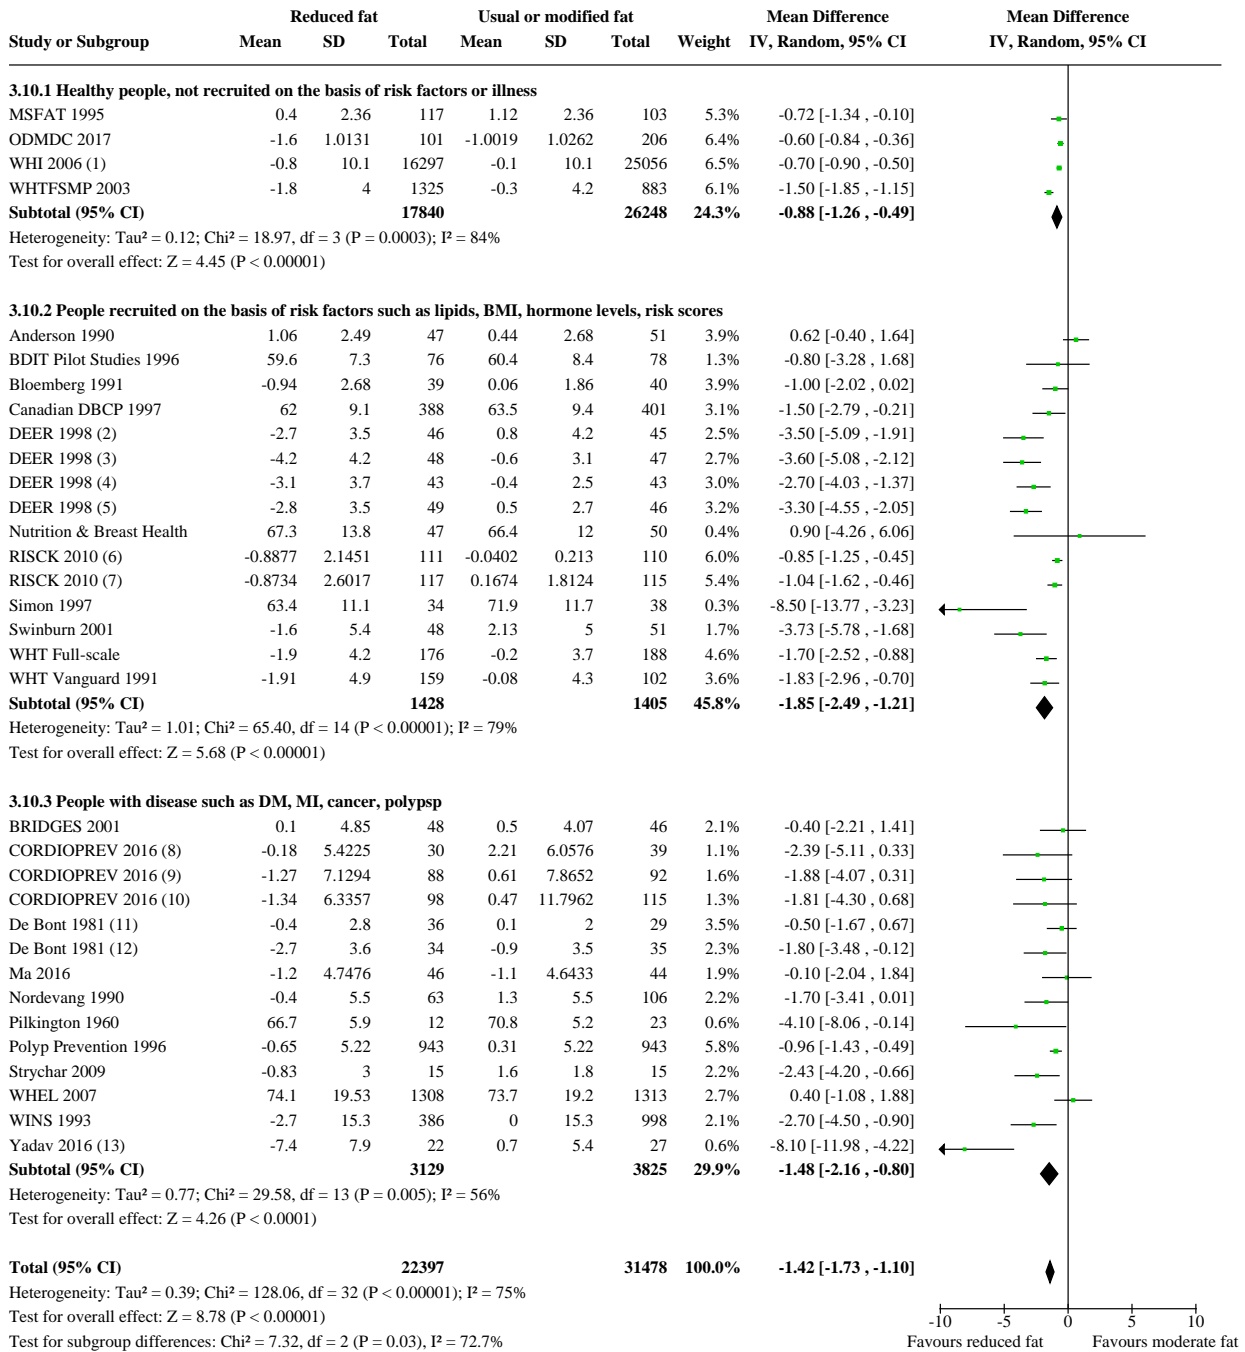 Reduced fat Usual or modified fat Mean Difference Mean Difference
Study or Subgroup Mean SD Total Mean SD Total Weight IV, Random, 95% CI IV, Random, 95% CI
3.10.1 Healthy people, not recruited on the basis of risk factors or illness
MSFAT 1995 0.4 2.36 117 1.12 2.36 103 5.3% -0.72 [-1.34 , -0.10]
ODMDC 2017 -1.6 1.0131 101 -1.0019 1.0262 206 6.4% -0.60 [-0.84 , -0.36]
WHI 2006 (1) -0.8 10.1 16297 -0.1 10.1 25056 6.5% -0.70 [-0.90 , -0.50]
WHTFSMP 2003 -1.8 4 1325 -0.3 4.2 883 6.1% -1.50 [-1.85 , -1.15]
Subtotal (95% CI) 17840 26248 24.3% -0.88 [-1.26 , -0.49]
Heterogeneity: Tau² = 0.12; Chi² = 18.97, df = 3 (P = 0.0003); I² = 84%
Test for overall effect: Z = 4.45 (P < 0.00001)
3.10.2 People recruited on the basis of risk factors such as lipids, BMI, hormone levels, risk scores
Anderson 1990 1.06 2.49 47 0.44 2.68 51 3.9% 0.62 [-0.40 , 1.64]
BDIT Pilot Studies 1996 59.6 7.3 76 60.4 8.4 78 1.3% -0.80 [-3.28 , 1.68]
Bloemberg 1991 -0.94 2.68 39 0.06 1.86 40 3.9% -1.00 [-2.02 , 0.02]
Canadian DBCP 1997 62 9.1 388 63.5 9.4 401 3.1% -1.50 [-2.79 , -0.21]
DEER 1998 (2) -2.7 3.5 46 0.8 4.2 45 2.5% -3.50 [-5.09 , -1.91]
DEER 1998 (3) -4.2 4.2 48 -0.6 3.1 47 2.7% -3.60 [-5.08 , -2.12]
DEER 1998 (4) -3.1 3.7 43 -0.4 2.5 43 3.0% -2.70 [-4.03 , -1.37]
DEER 1998 (5) -2.8 3.5 49 0.5 2.7 46 3.2% -3.30 [-4.55 , -2.05]
Nutrition & Breast Health 67.3 13.8 47 66.4 12 50 0.4% 0.90 [-4.26 , 6.06]
RISCK 2010 (6) -0.8877 2.1451 111 -0.0402 0.213 110 6.0% -0.85 [-1.25 , -0.45]
RISCK 2010 (7) -0.8734 2.6017 117 0.1674 1.8124 115 5.4% -1.04 [-1.62 , -0.46]
Simon 1997 63.4 11.1 34 71.9 11.7 38 0.3% -8.50 [-13.77 , -3.23]
Swinburn 2001 -1.6 5.4 48 2.13 5 51 1.7% -3.73 [-5.78 , -1.68]
WHT Full-scale -1.9 4.2 176 -0.2 3.7 188 4.6% -1.70 [-2.52 , -0.88]
WHT Vanguard 1991 -1.91 4.9 159 -0.08 4.3 102 3.6% -1.83 [-2.96 , -0.70]
Subtotal (95% CI) 1428 1405 45.8% -1.85 [-2.49 , -1.21]
Heterogeneity: Tau² = 1.01; Chi² = 65.40, df = 14 (P < 0.00001); I² = 79%
Test for overall effect: Z = 5.68 (P < 0.00001)
3.10.3 People with disease such as DM, MI, cancer, polypsp
BRIDGES 2001 0.1 4.85 48 0.5 4.07 46 2.1% -0.40 [-2.21 , 1.41]
CORDIOPREV 2016 (8) -0.18 5.4225 30 2.21 6.0576 39 1.1% -2.39 [-5.11 , 0.33]
CORDIOPREV 2016 (9) -1.27 7.1294 88 0.61 7.8652 92 1.6% -1.88 [-4.07 , 0.31]
CORDIOPREV 2016 (10) -1.34 6.3357 98 0.47 11.7962 115 1.3% -1.81 [-4.30 , 0.68]
De Bont 1981 (11) -0.4 2.8 36 0.1 2 29 3.5% -0.50 [-1.67 , 0.67]
De Bont 1981 (12) -2.7 3.6 34 -0.9 3.5 35 2.3% -1.80 [-3.48 , -0.12]
Ma 2016 -1.2 4.7476 46 -1.1 4.6433 44 1.9% -0.10 [-2.04 , 1.84]
Nordevang 1990 -0.4 5.5 63 1.3 5.5 106 2.2% -1.70 [-3.41 , 0.01]
Pilkington 1960 66.7 5.9 12 70.8 5.2 23 0.6% -4.10 [-8.06 , -0.14]
Polyp Prevention 1996 -0.65 5.22 943 0.31 5.22 943 5.8% -0.96 [-1.43 , -0.49]
Strychar 2009 -0.83 3 15 1.6 1.8 15 2.2% -2.43 [-4.20 , -0.66]
WHEL 2007 74.1 19.53 1308 73.7 19.2 1313 2.7% 0.40 [-1.08 , 1.88]
WINS 1993 -2.7 15.3 386 0 15.3 998 2.1% -2.70 [-4.50 , -0.90]
Yadav 2016 (13) -7.4 7.9 22 0.7 5.4 27 0.6% -8.10 [-11.98 , -4.22]
Subtotal (95% CI) 3129 3825 29.9% -1.48 [-2.16 , -0.80]
Heterogeneity: Tau² = 0.77; Chi² = 29.58, df = 13 (P = 0.005); I² = 56%
Test for overall effect: Z = 4.26 (P < 0.0001)
Total (95% CI) 22397 31478 100.0% -1.42 [-1.73 , -1.10]
Heterogeneity: Tau² = 0.39; Chi² = 128.06, df = 32 (P < 0.00001); I² = 75%
Test for overall effect: Z = 8.78 (P < 0.00001)
-10 -5 0 5 10
Test for subgroup differences: Chi² = 7.32, df = 2 (P = 0.03), I² = 72.7% Favours reduced fat Favours moderate fat